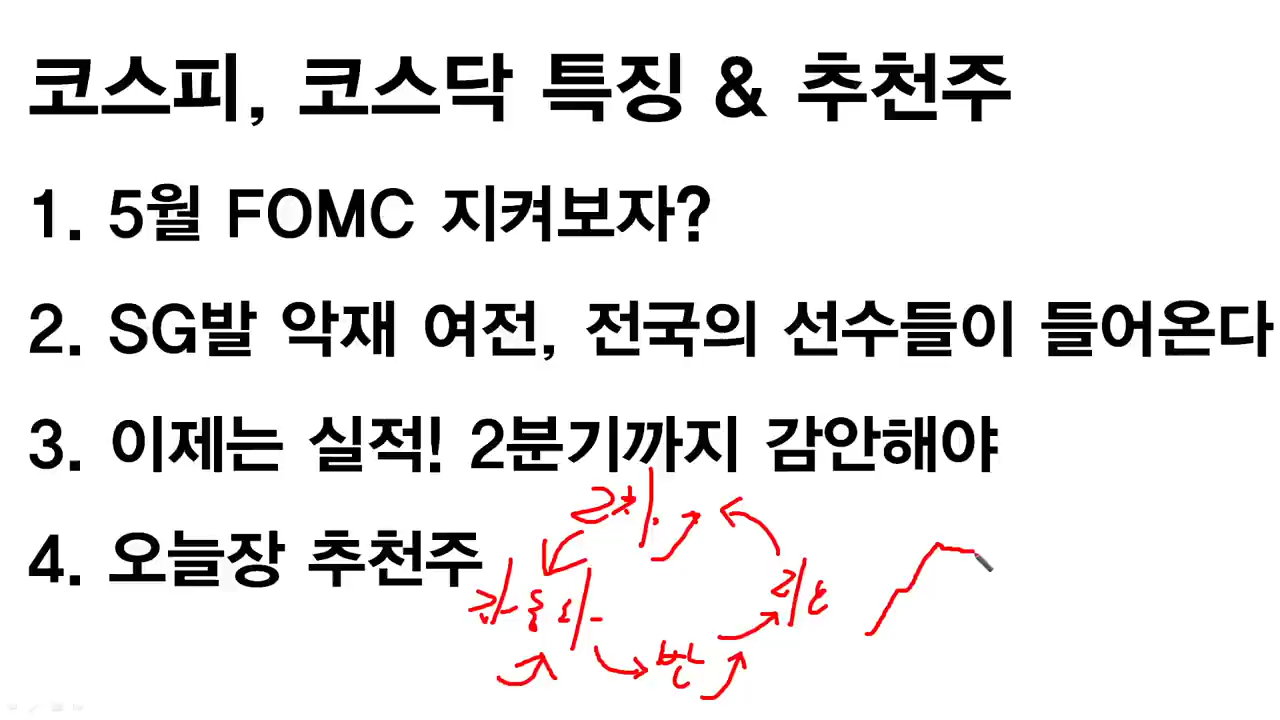 코스피, 코스닥 특징 & 추천주
1. 5월 FOMC 지켜보자?
2. SG발 악재 여전, 전국의 선수들이 들어온다
3. 이제는 실적! 2분기까지 감안해야
4. 오늘장 추천주
2차
반